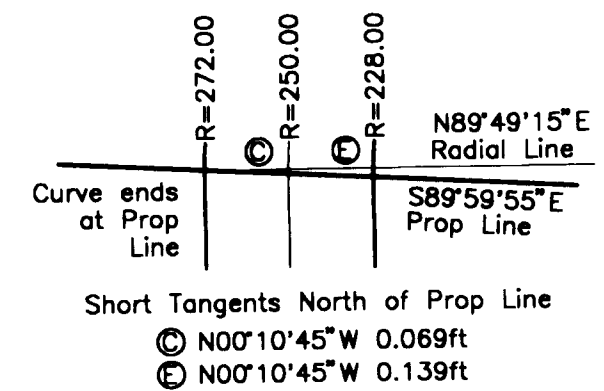 R=272.00
R=250.00
R=228.00
Ⓒ
Ⓔ
N89°49'15"E
Radial Line
Curve ends
at Prop
Line
S89°59'55"E
Prop Line
Short Tangents North of Prop Line
Ⓒ N00°10'45"W 0.069ft
Ⓔ N00°10'45"W 0.139ft